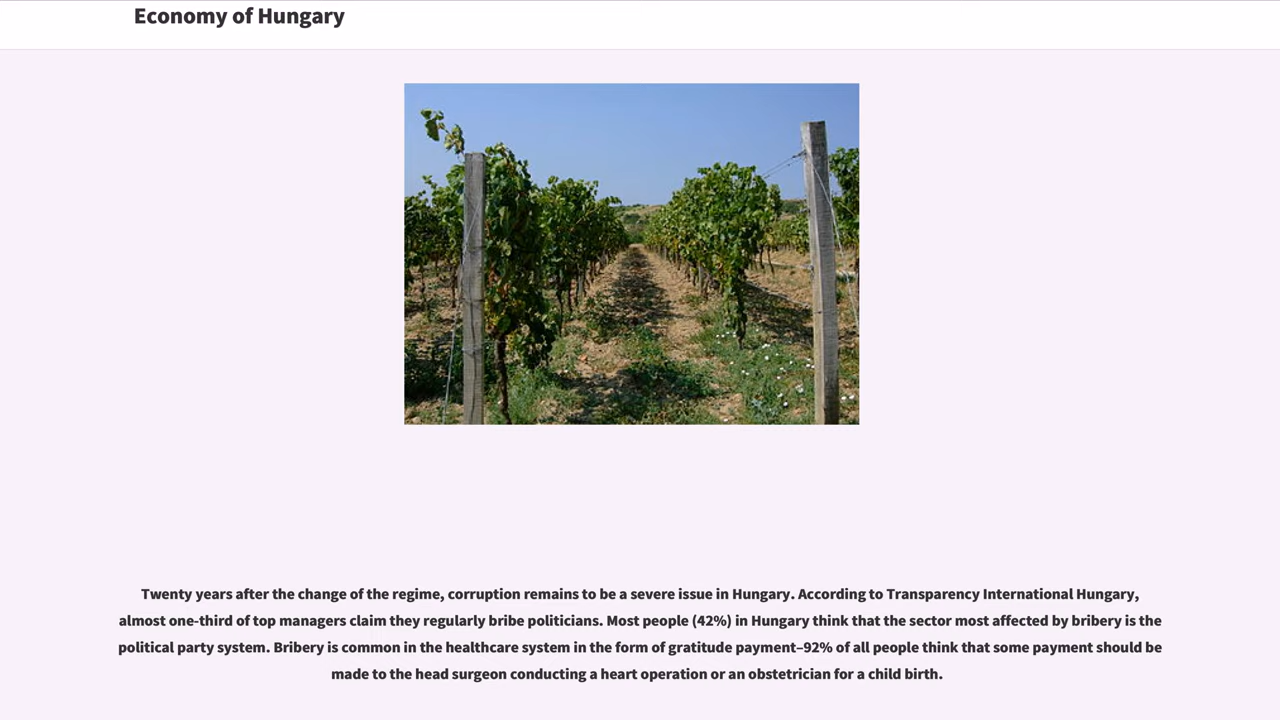 Economy of Hungary
Twenty years after the change of the regime, corruption remains to be a severe issue in Hungary. According to Transparency International Hungary,
almost one-third of top managers claim they regularly bribe politicians. Most people (42%) in Hungary think that the sector most affected by bribery is the
political party system. Bribery is common in the healthcare system in the form of gratitude payment–92% of all people think that some payment should be
made to the head surgeon conducting a heart operation or an obstetrician for a child birth.